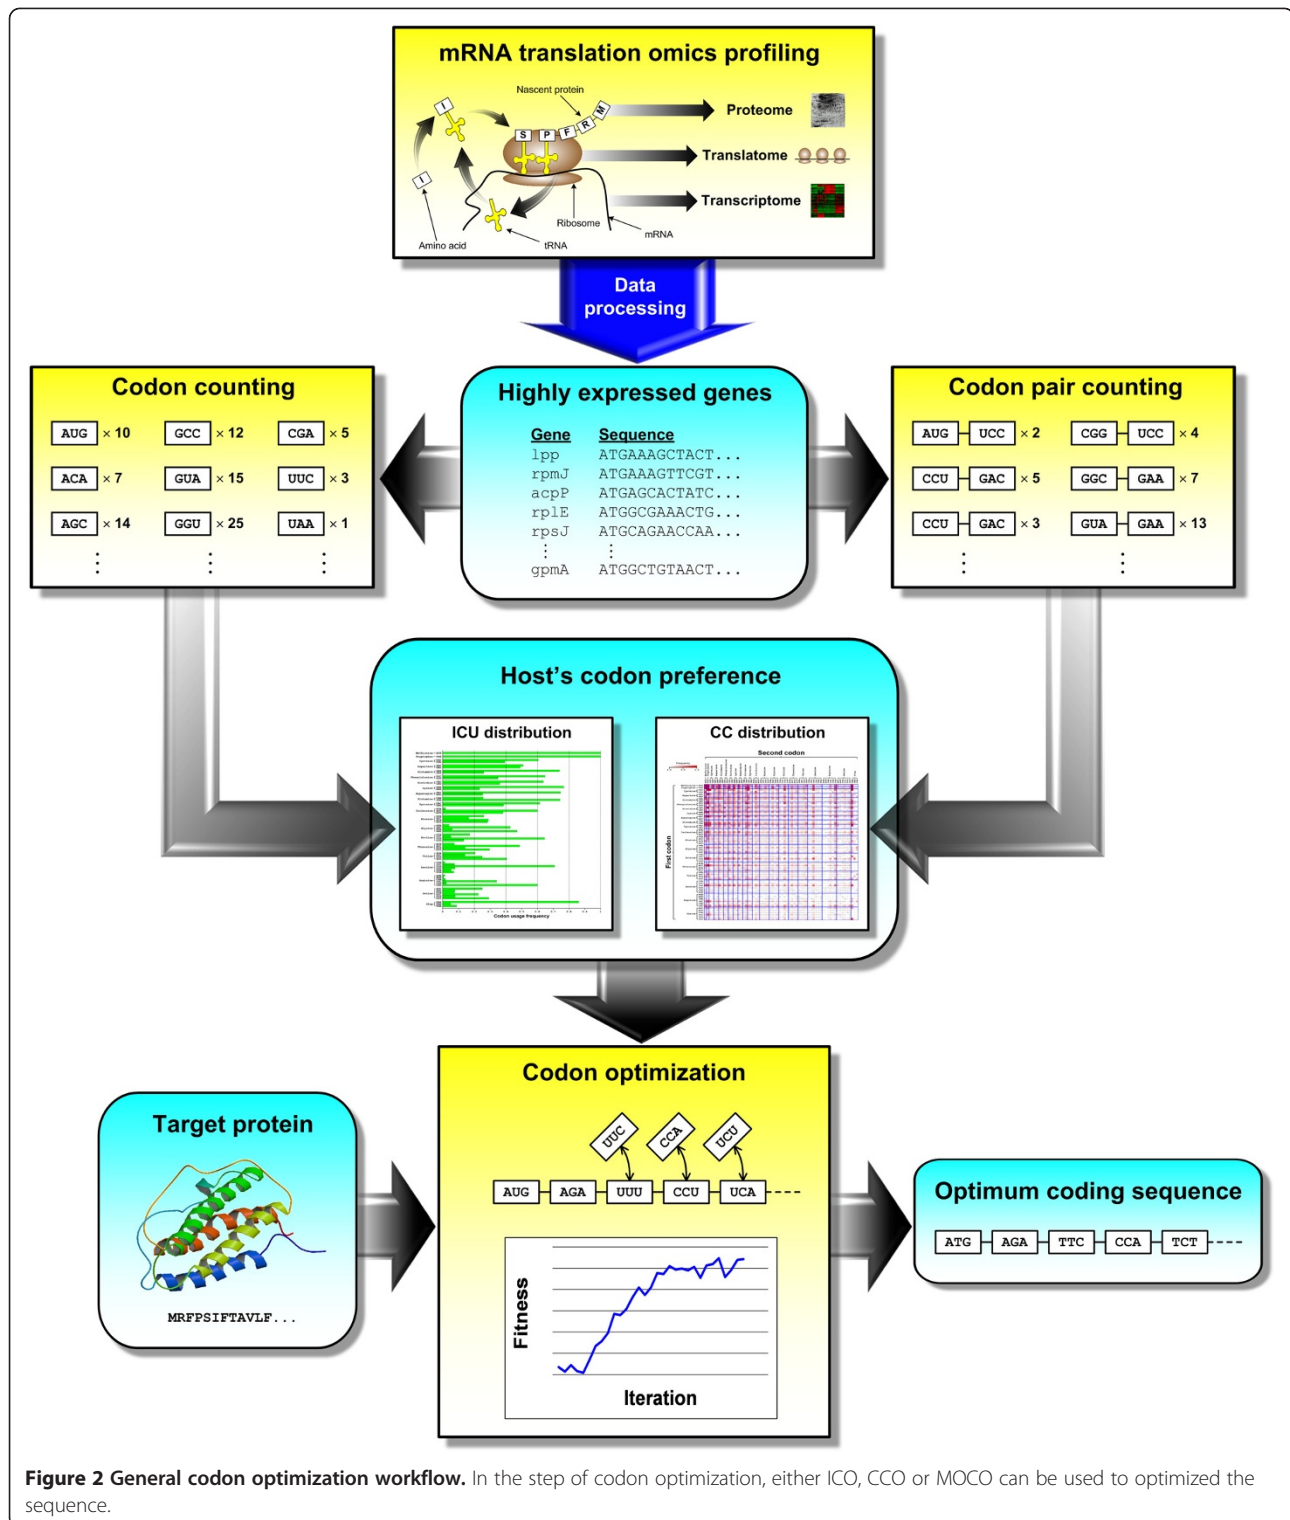 mRNA translation omics profiling
Nascent protein
I
S P F R M
Proteome
Translatome
I
Transcriptome
Ribosome
mRNA
Amino acid
tRNA
Data
processing
Codon counting
AUG × 10 GCC × 12 CGA × 5
ACA × 7 GUA × 15 UUC × 3
AGC × 14 GGU × 25 UAA × 1
Highly expressed genes
Gene Sequence
lpp ATGAAAGCTACT...
rpmJ ATGAAAGTTCGT...
acpP ATGAGCACTATC...
rplE ATGGCGAAACTG...
rpsJ ATGCAGAACCAA...
gpmA ATGGCTGTAACT...
Codon pair counting
AUG UCC × 2 CGG UCC × 4
CCU GAC × 5 GGC GAA × 7
CCU GAC × 3 GUA GAA × 13
Host's codon preference
ICU distribution
Codon usage frequency
CC distribution
Second codon
First codon
Target protein
MRFPSIFTAVLF...
Codon optimization
UUC CCA UCU
AUG AGA UUU CCU UCA
Fitness
Iteration
Optimum coding sequence
ATG AGA TTC CCA TCT
Figure 2 General codon optimization workflow. In the step of codon optimization, either ICO, CCO or MOCO can be used to optimized the
sequence.